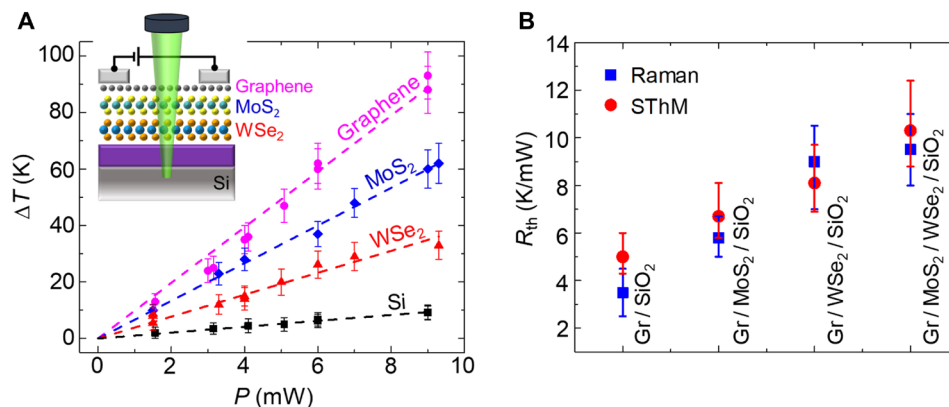 A
ΔT (K)
100
80
60
40
20
0
0
2
4
6
8
10
P (mW)
Graphene
MoS₂
WSe₂
Si
Graphene
MoS₂
WSe₂
Si
B
Rth (K/mW)
14
12
10
8
6
4
2
Raman
SThM
Gr / SiO₂
Gr / MoS₂ / SiO₂
Gr / WSe₂ / SiO₂
Gr / MoS₂ / WSe₂ / SiO₂